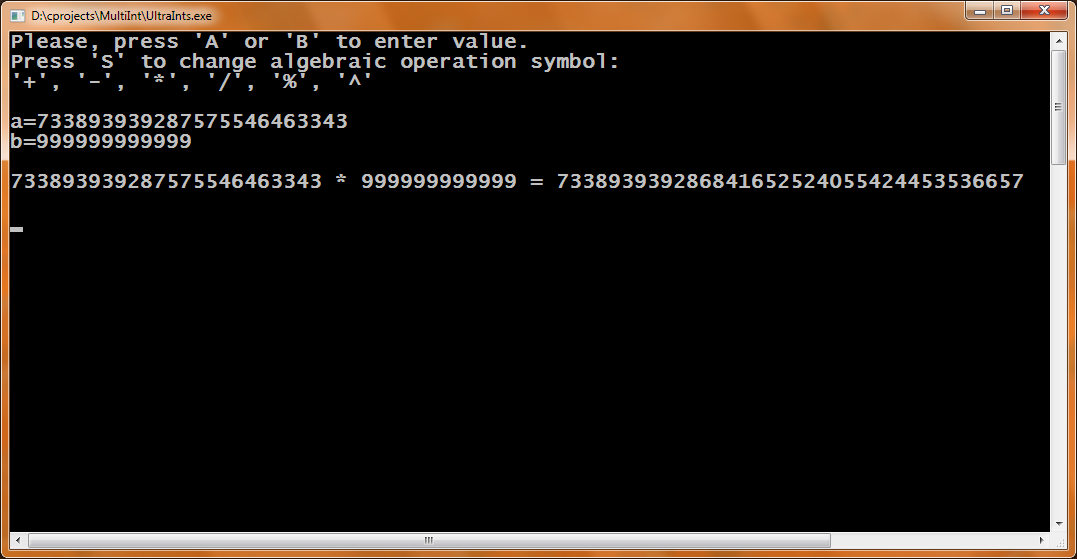 D:\cprojects\MultiInt\UltraInts.exe
Please, press 'A' or 'B' to enter value.
Press 'S' to change algebraic operation symbol:
'+', '-', '*', '/', '%', '^'
a=733893939287575546463343
b=999999999999
733893939287575546463343 * 999999999999 = 733893939286841652524055424453536657